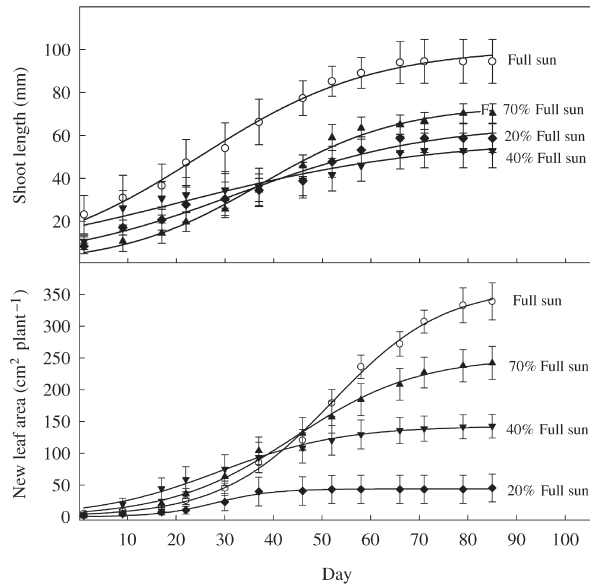 Shoot length (mm)
100
80
60
40
20
Full sun
F
70% Full sun
20% Full sun
40% Full sun
New leaf area (cm² plant⁻¹)
350
300
250
200
150
100
50
0
Full sun
70% Full sun
40% Full sun
20% Full sun
10 20 30 40 50 60 70 80 90 100
Day